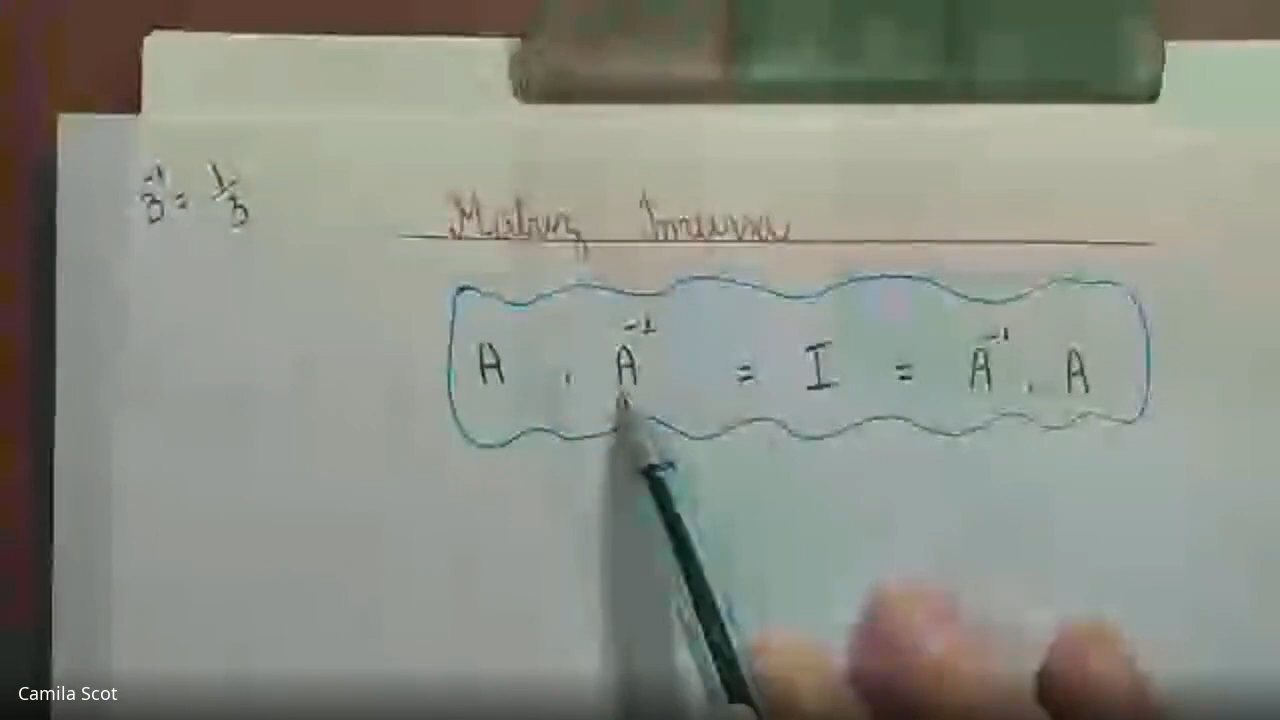 3⁻¹ = 1/3
Matriz Inversa
A . A⁻¹ = I = A⁻¹ . A
Camila Scot